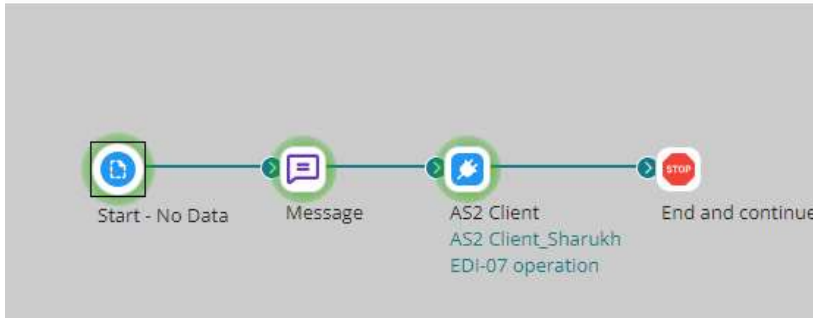 STOP
Start - No Data
Message
AS2 Client
AS2 Client_Sharukh
EDI-07 operation
End and continue